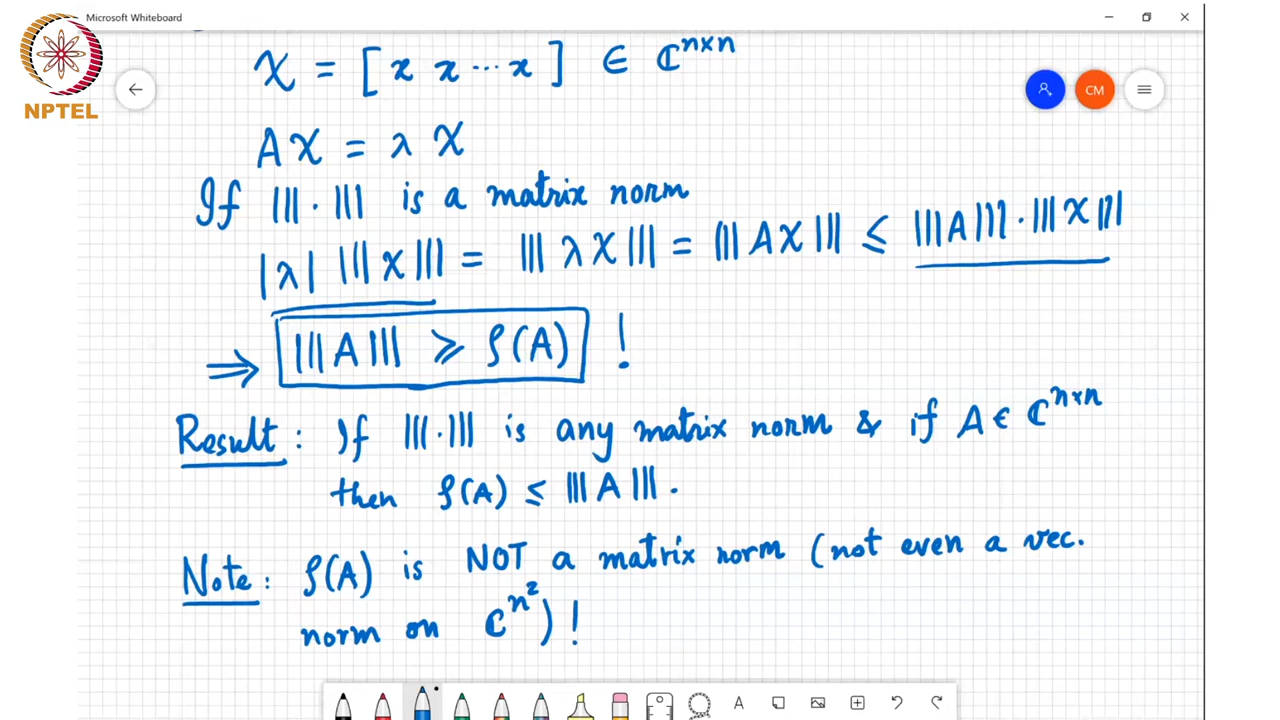 Microsoft Whiteboard
NPTEL
CM
X = [x x ... x] ∈ ℂ^{n×n}
AX = λX
If |||·||| is a matrix norm
|λ| |||X||| = |||λX||| = |||AX||| ≤ |||A|||·|||X|||
⇒ |||A||| ≥ ρ(A) !
Result: If |||·||| is any matrix norm & if A ∈ ℂ^{n×n}
then ρ(A) ≤ |||A|||.
Note: ρ(A) is NOT a matrix norm (not even a vec.
norm on ℂ^{n²})!
A